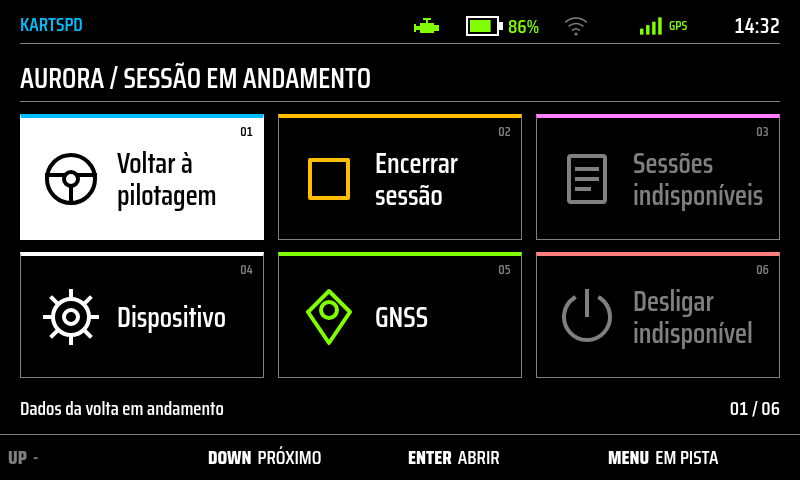 KARTSPD
86%
GPS
14:32
AURORA / SESSÃO EM ANDAMENTO
01
Voltar à
pilotagem
02
Encerrar
sessão
03
Sessões
indisponíveis
04
Dispositivo
05
GNSS
06
Desligar
indisponível
Dados da volta em andamento
01 / 06
UP -
DOWN PRÓXIMO
ENTER ABRIR
MENU EM PISTA